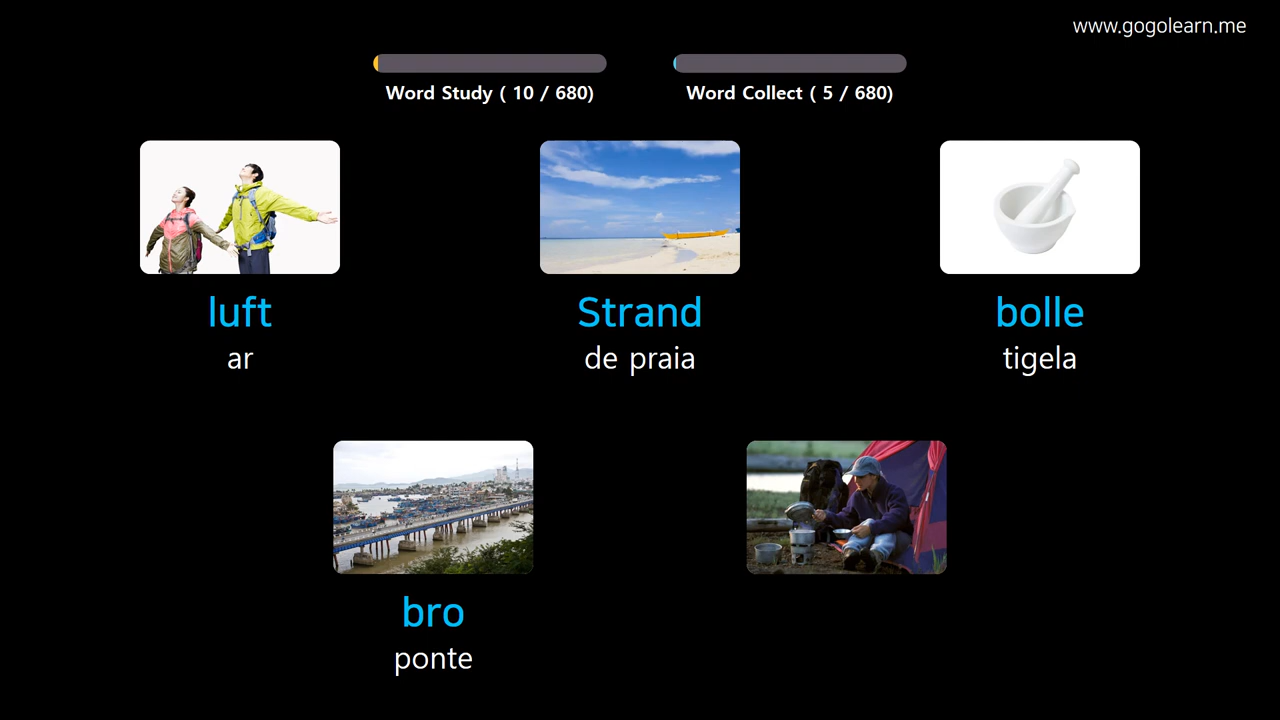 www.gogolearn.me
Word Study ( 10 / 680)
Word Collect ( 5 / 680)
luft
ar
Strand
de praia
bolle
tigela
bro
ponte